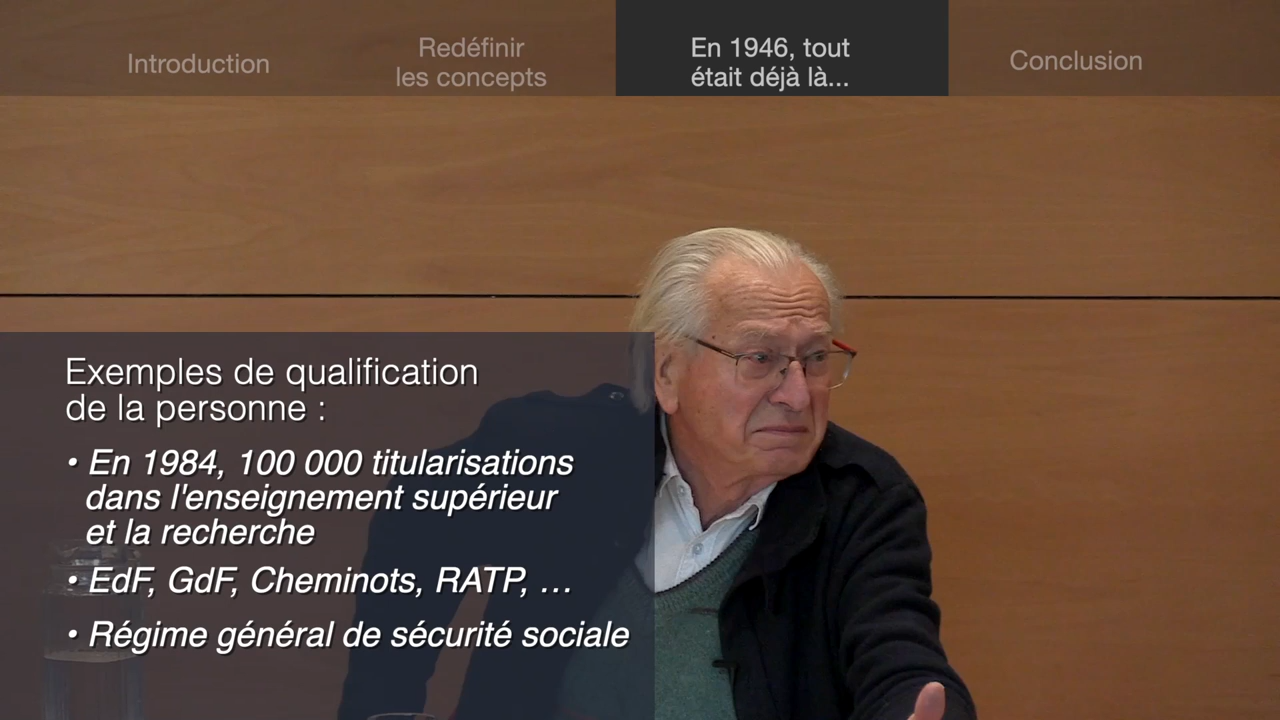 Introduction
Redéfinir
les concepts
En 1946, tout
était déjà là...
Conclusion
Exemples de qualification
de la personne :
• En 1984, 100 000 titularisations
dans l'enseignement supérieur
et la recherche
• EdF, GdF, Cheminots, RATP, ...
• Régime général de sécurité sociale